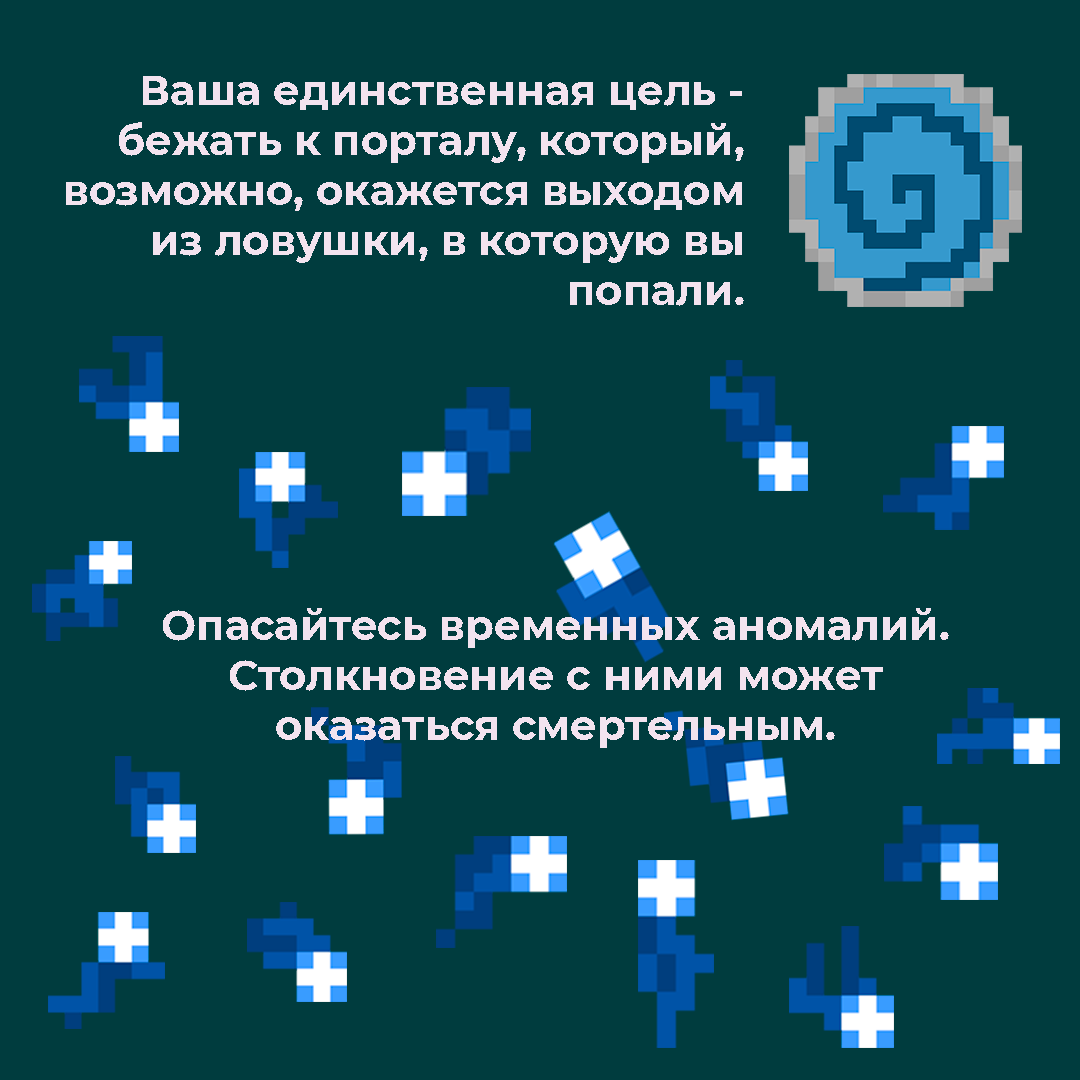 Ваша единственная цель -
бежать к порталу, который,
возможно, окажется выходом
из ловушки, в которую вы
попали.
Опасайтесь временных аномалий.
Столкновение с ними может
оказаться смертельным.